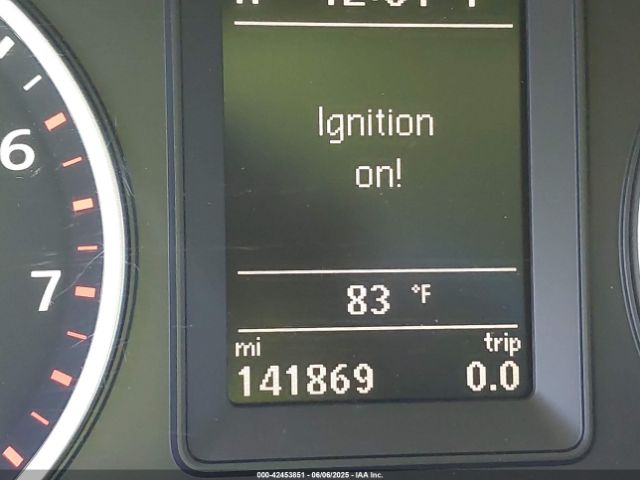 Ignition
on!
6
7
83 °F
mi trip
141869 0.0
000-42453851 - 06/06/2025 - IAA Inc.